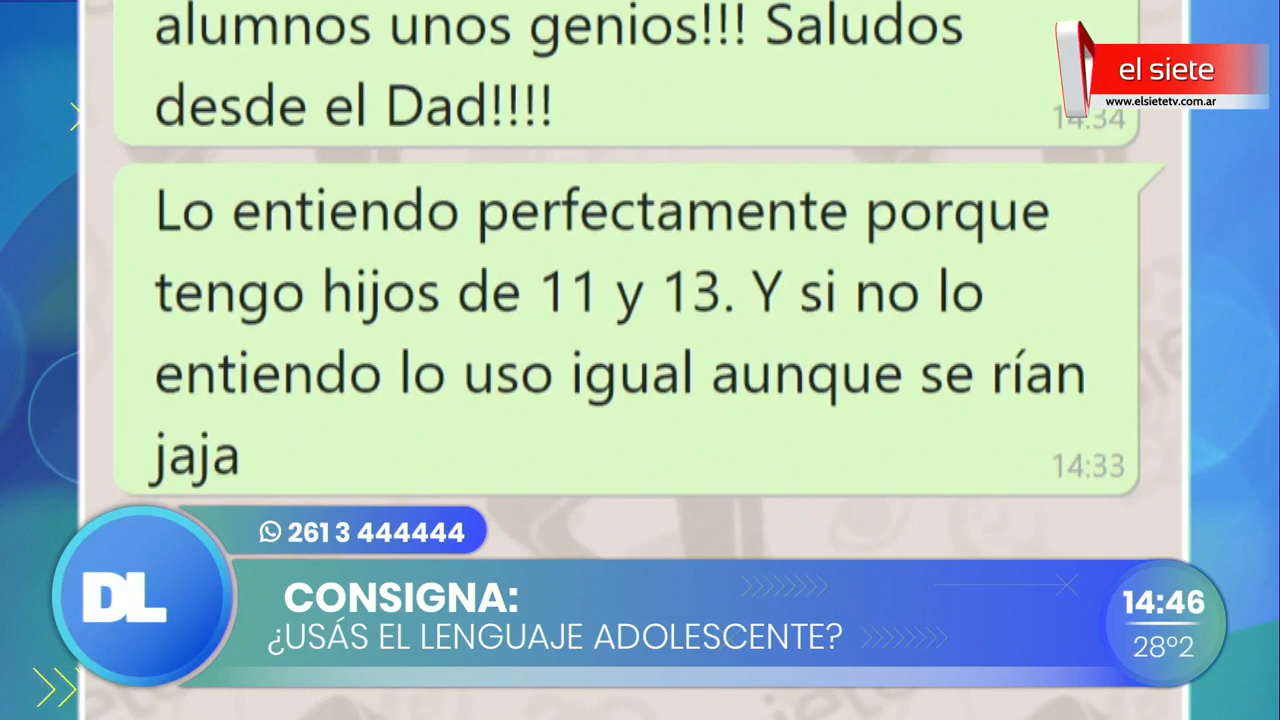 alumnos unos genios!!! Saludos
desde el Dad!!!!
14:34
el siete
www.elsietetv.com.ar
Lo entiendo perfectamente porque
tengo hijos de 11 y 13. Y si no lo
entiendo lo uso igual aunque se rían
jaja
14:33
261 3 444444
DL
CONSIGNA:
¿USÁS EL LENGUAJE ADOLESCENTE?
14:46
28º2